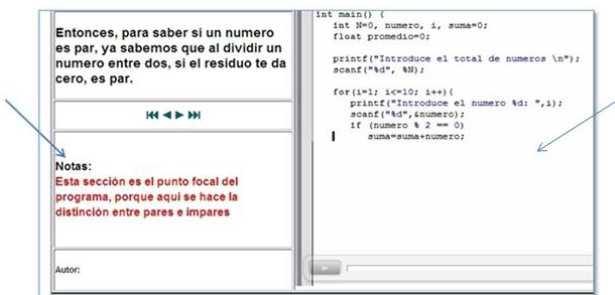 Entonces, para saber si un numero
es par, ya sabemos que al dividir un
numero entre dos, si el residuo te da
cero, es par.
Notas:
Esta sección es el punto focal del
programa, porque aqui se hace la
distinción entre pares e impares
Autor:
int main() {
int N=0, numero, i, suma=0;
float promedio=0;
printf("Introduce el total de numeros \n");
scanf("%d", %N);
for(i=1; i<=10; i++){
printf("Introduce el numero %d: ",i);
scanf("%d",&numero);
if (numero % 2 == 0)
suma=suma+numero;